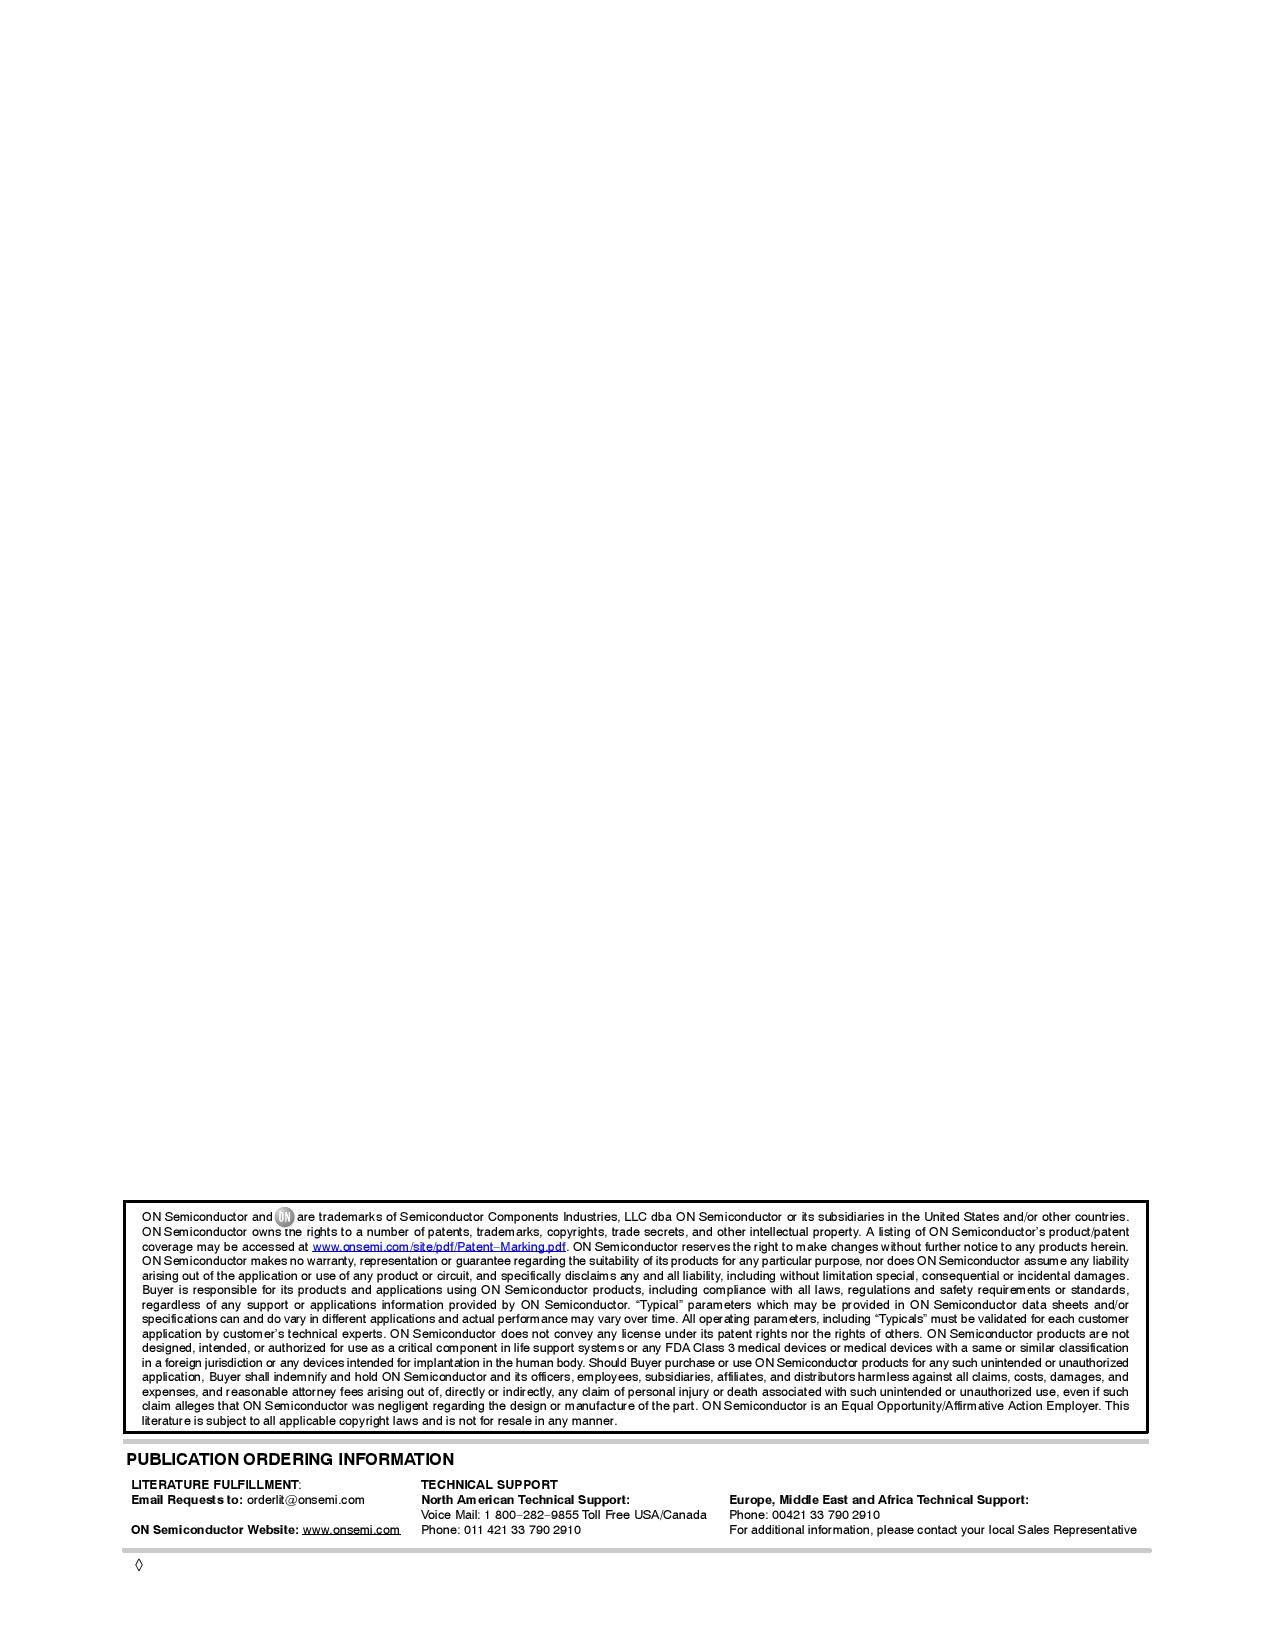 ON Semiconductor and ON are trademarks of Semiconductor Components Industries, LLC dba ON Semiconductor or its subsidiaries in the United States and/or other countries.
ON Semiconductor owns the rights to a number of patents, trademarks, copyrights, trade secrets, and other intellectual property. A listing of ON Semiconductor’s product/patent
coverage may be accessed at www.onsemi.com/site/pdf/Patent−Marking.pdf. ON Semiconductor reserves the right to make changes without further notice to any products herein.
ON Semiconductor makes no warranty, representation or guarantee regarding the suitability of its products for any particular purpose, nor does ON Semiconductor assume any liability
arising out of the application or use of any product or circuit, and specifically disclaims any and all liability, including without limitation special, consequential or incidental damages.
Buyer is responsible for its products and applications using ON Semiconductor products, including compliance with all laws, regulations and safety requirements or standards,
regardless of any support or applications information provided by ON Semiconductor. “Typical” parameters which may be provided in ON Semiconductor data sheets and/or
specifications can and do vary in different applications and actual performance may vary over time. All operating parameters, including “Typicals” must be validated for each customer
application by customer’s technical experts. ON Semiconductor does not convey any license under its patent rights nor the rights of others. ON Semiconductor products are not
designed, intended, or authorized for use as a critical component in life support systems or any FDA Class 3 medical devices or medical devices with a same or similar classification
in a foreign jurisdiction or any devices intended for implantation in the human body. Should Buyer purchase or use ON Semiconductor products for any such unintended or unauthorized
application, Buyer shall indemnify and hold ON Semiconductor and its officers, employees, subsidiaries, affiliates, and distributors harmless against all claims, costs, damages, and
expenses, and reasonable attorney fees arising out of, directly or indirectly, any claim of personal injury or death associated with such unintended or unauthorized use, even if such
claim alleges that ON Semiconductor was negligent regarding the design or manufacture of the part. ON Semiconductor is an Equal Opportunity/Affirmative Action Employer. This
literature is subject to all applicable copyright laws and is not for resale in any manner.
PUBLICATION ORDERING INFORMATION
LITERATURE FULFILLMENT:
Email Requests to: orderlit@onsemi.com
ON Semiconductor Website: www.onsemi.com
TECHNICAL SUPPORT
North American Technical Support:
Voice Mail: 1 800−282−9855 Toll Free USA/Canada
Phone: 011 421 33 790 2910
Europe, Middle East and Africa Technical Support:
Phone: 00421 33 790 2910
For additional information, please contact your local Sales Representative
◊